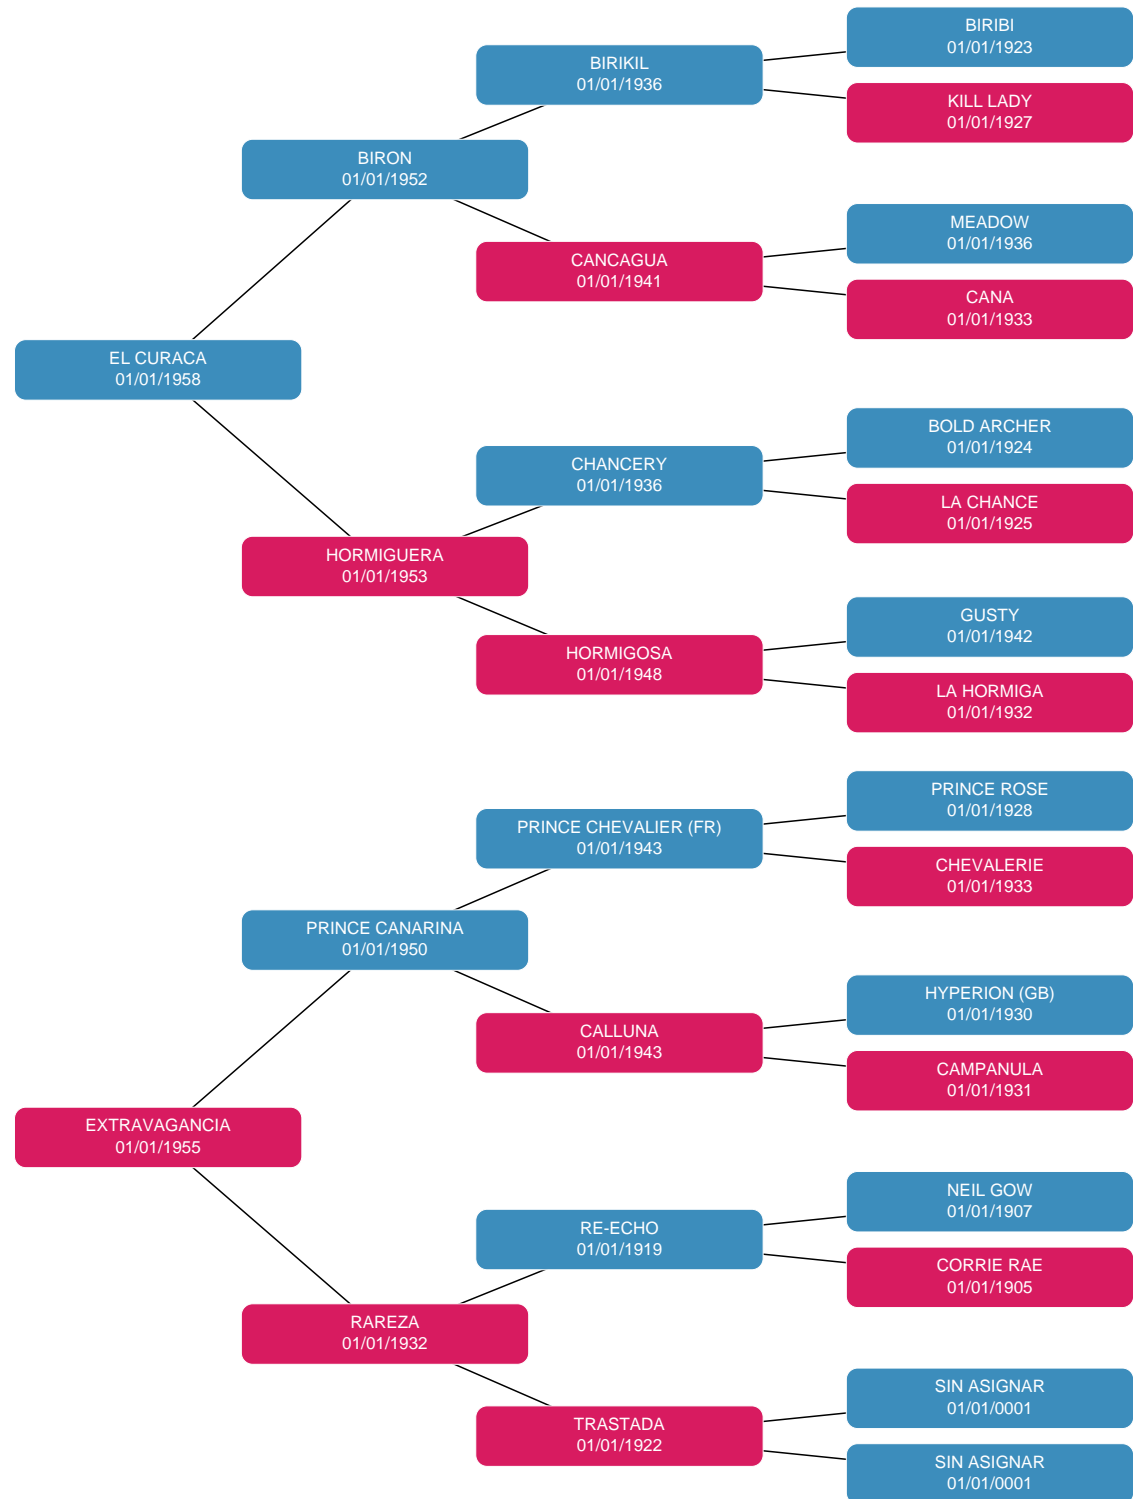 BIRIBI
01/01/1923
BIRIKIL
01/01/1936
KILL LADY
01/01/1927
BIRON
01/01/1952
MEADOW
01/01/1936
CANCAGUA
01/01/1941
CANA
01/01/1933
EL CURACA
01/01/1958
BOLD ARCHER
01/01/1924
CHANCERY
01/01/1936
LA CHANCE
01/01/1925
HORMIGUERA
01/01/1953
GUSTY
01/01/1942
HORMIGOSA
01/01/1948
LA HORMIGA
01/01/1932
PRINCE ROSE
01/01/1928
PRINCE CHEVALIER (FR)
01/01/1943
CHEVALERIE
01/01/1933
PRINCE CANARINA
01/01/1950
HYPERION (GB)
01/01/1930
CALLUNA
01/01/1943
CAMPANULA
01/01/1931
EXTRAVAGANCIA
01/01/1955
NEIL GOW
01/01/1907
RE-ECHO
01/01/1919
CORRIE RAE
01/01/1905
RAREZA
01/01/1932
SIN ASIGNAR
01/01/0001
TRASTADA
01/01/1922
SIN ASIGNAR
01/01/0001